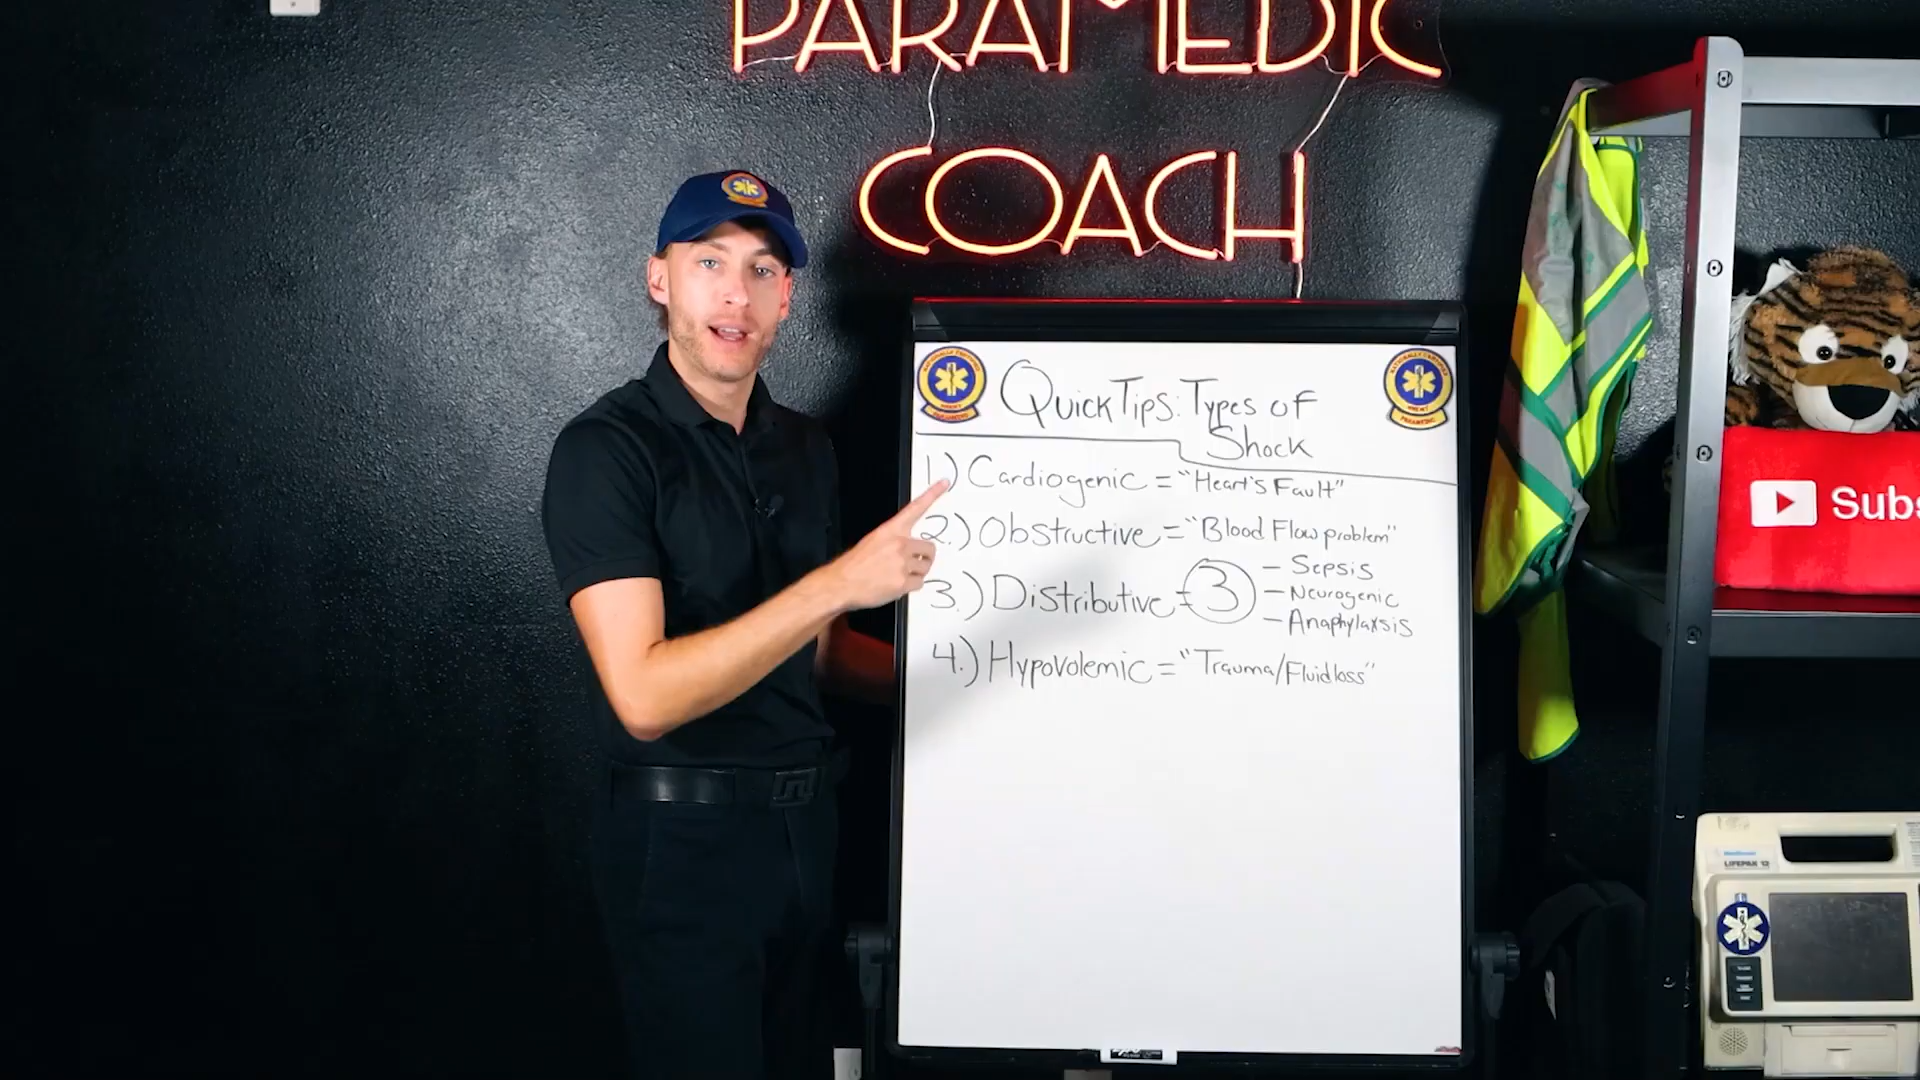 PARAMEDIC
COACH
Quick Tips: Types of
Shock
1.) Cardiogenic = "Heart's Fault"
2.) Obstructive = "Blood Flow problem"
3.) Distributive = 3
- Sepsis
- Neurogenic
- Anaphylaxsis
4.) Hypovolemic = "Trauma/Fluid loss"
Subs
LIFEPAK 12